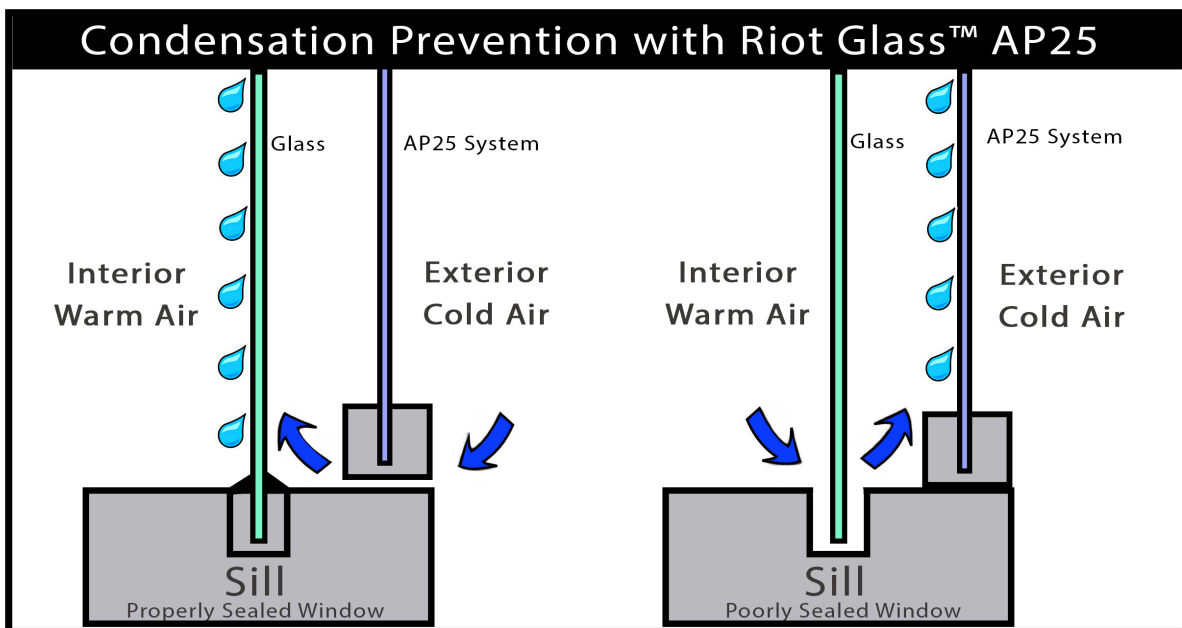 Condensation Prevention with Riot Glass™ AP25
Glass
AP25 System
Interior
Warm Air
Exterior
Cold Air
Sill
Properly Sealed Window
Glass
AP25 System
Interior
Warm Air
Exterior
Cold Air
Sill
Poorly Sealed Window